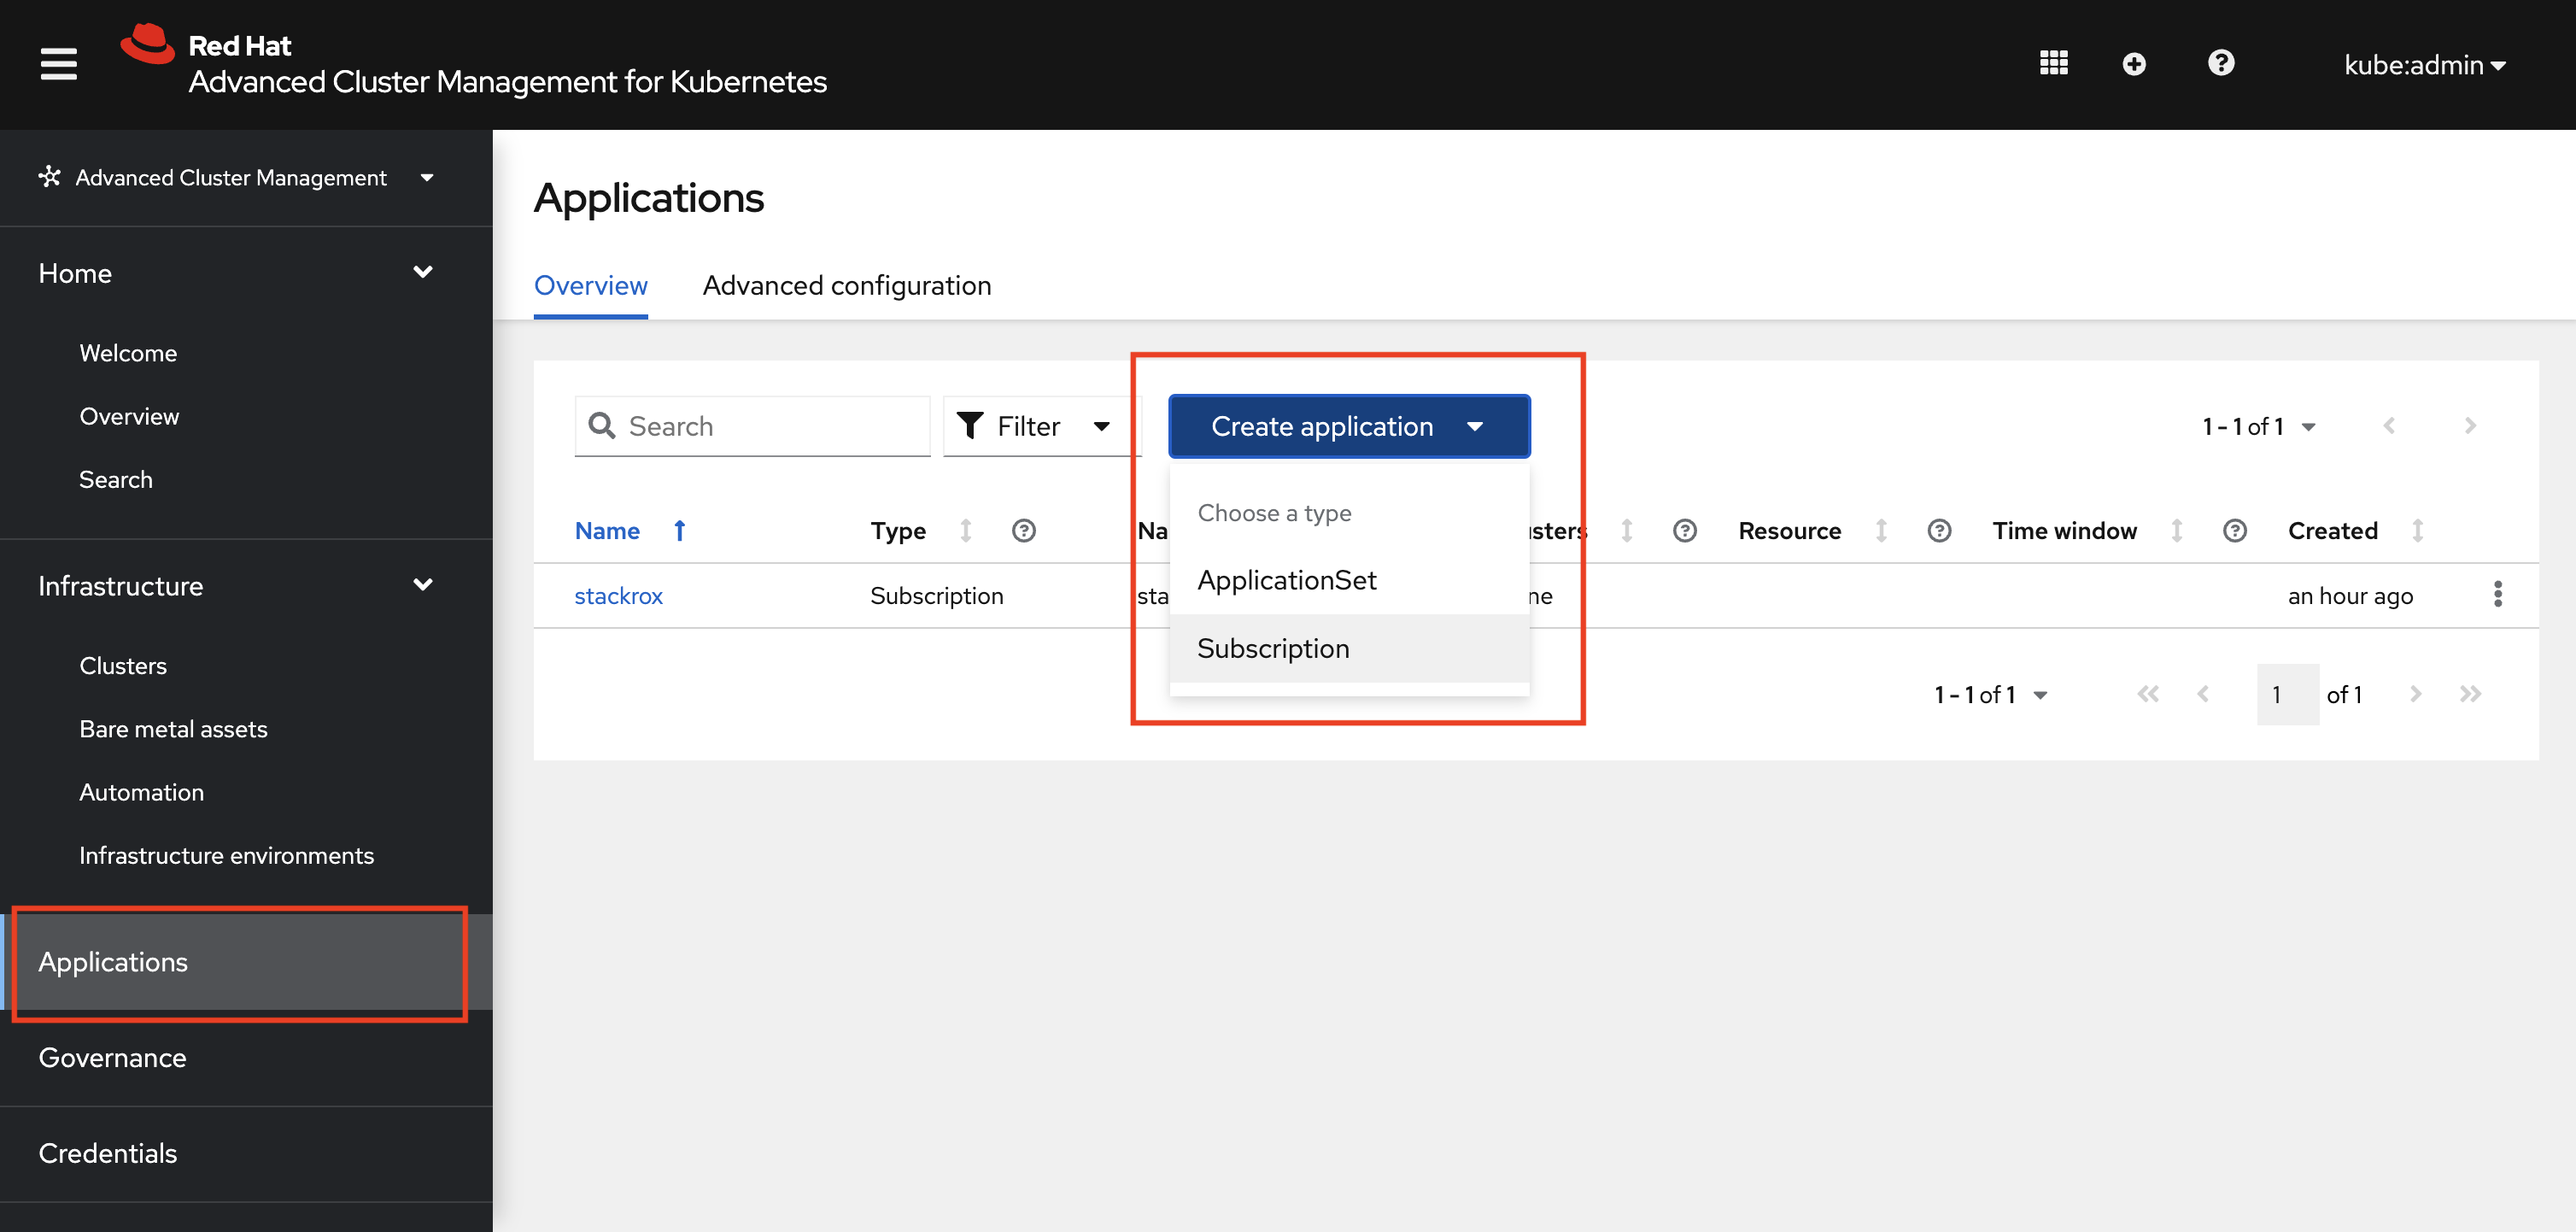 Red Hat
Advanced Cluster Management for Kubernetes
kube:admin
Advanced Cluster Management
Home
Welcome
Overview
Search
Infrastructure
Clusters
Bare metal assets
Automation
Infrastructure environments
Applications
Governance
Credentials
Applications
Overview
Advanced configuration
Search
Filter
Create application
1 - 1 of 1
Choose a type
ApplicationSet
Subscription
Name
Type
Na
sters
Resource
Time window
Created
stackrox
Subscription
sta
ne
an hour ago
1 - 1 of 1
1
of 1